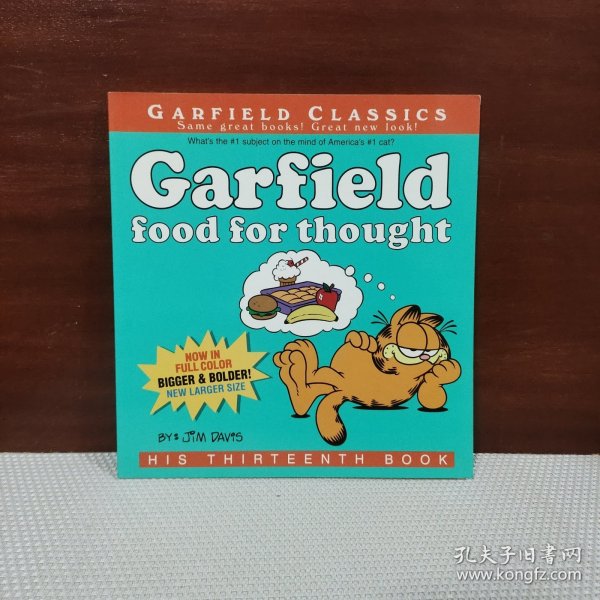 GARFIELD CLASSICS
Same great books! Great new look!
What's the #1 subject on the mind of America's #1 cat?
Garfield
food for thought
NOW IN
FULL COLOR
BIGGER & BOLDER!
NEW LARGER SIZE
BY: JIM DAVIS
HIS THIRTEENTH BOOK
孔夫子旧书网
www.kongfz.com